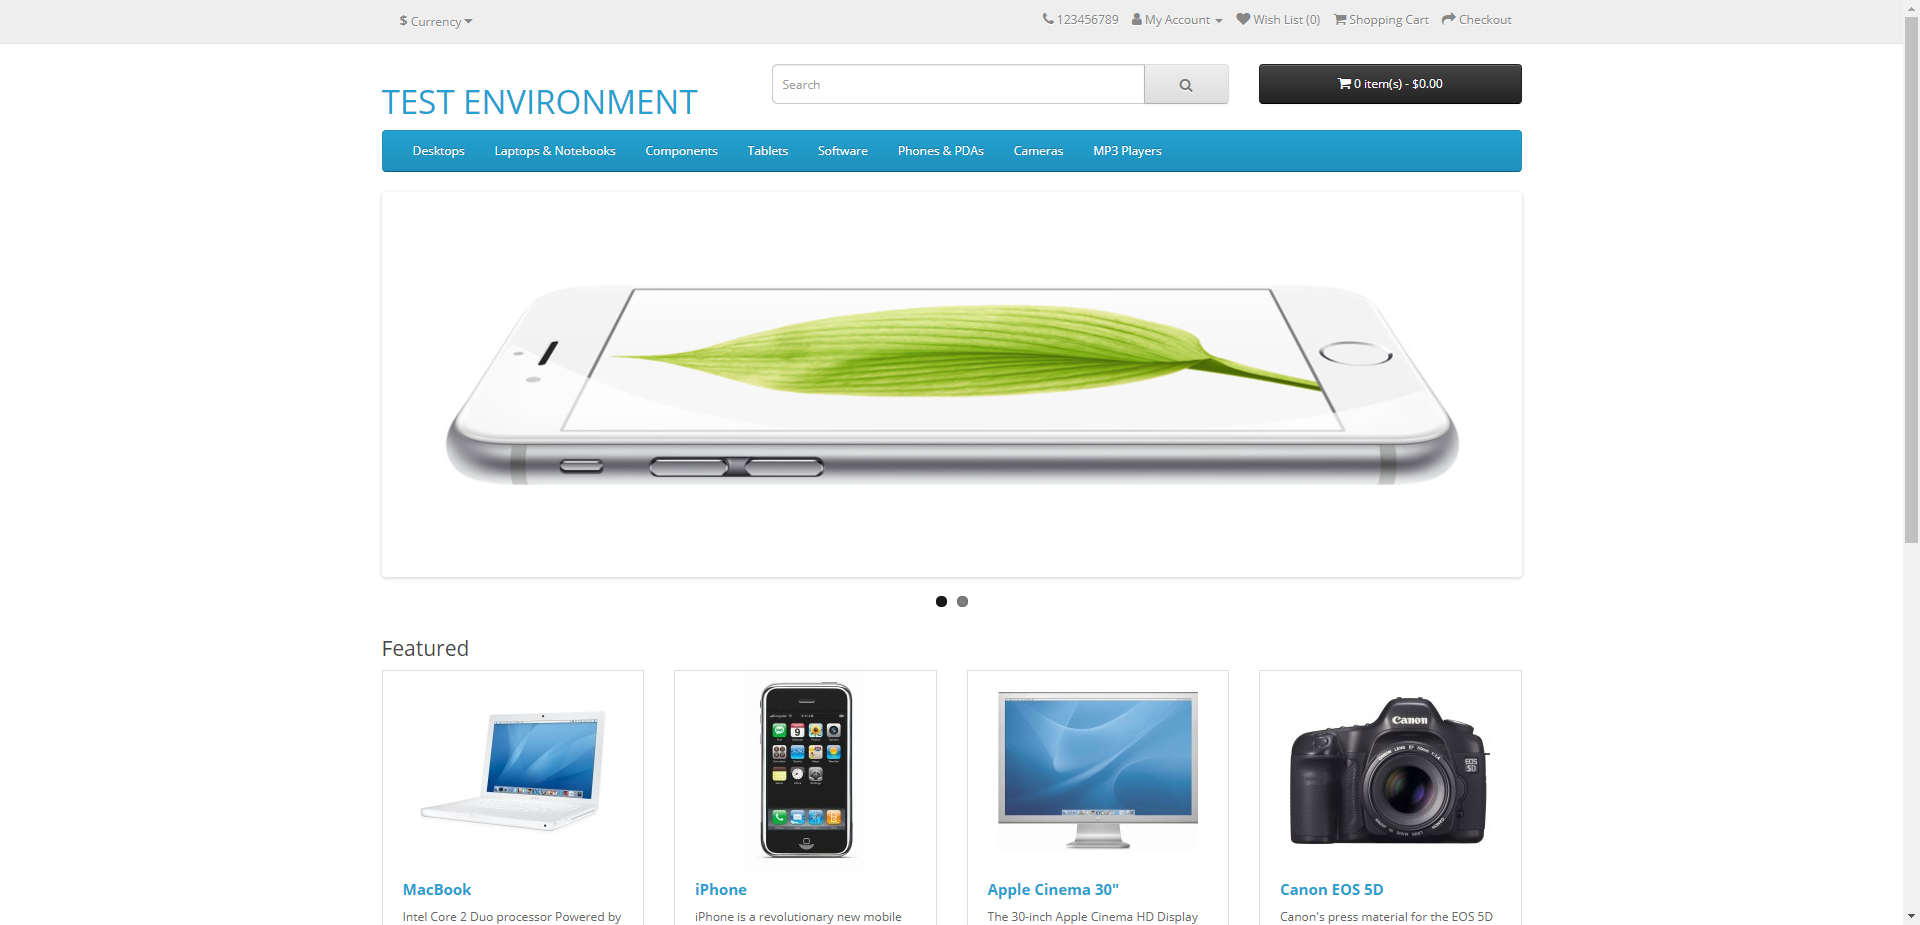 $ Currency
123456789 My Account Wish List (0) Shopping Cart Checkout
TEST ENVIRONMENT
Search
0 item(s) - $0.00
Desktops Laptops & Notebooks Components Tablets Software Phones & PDAs Cameras MP3 Players
Featured
Canon
EOS
5D
MacBook
Intel Core 2 Duo processor Powered by
iPhone
iPhone is a revolutionary new mobile
Apple Cinema 30"
The 30-inch Apple Cinema HD Display
Canon EOS 5D
Canon's press material for the EOS 5D